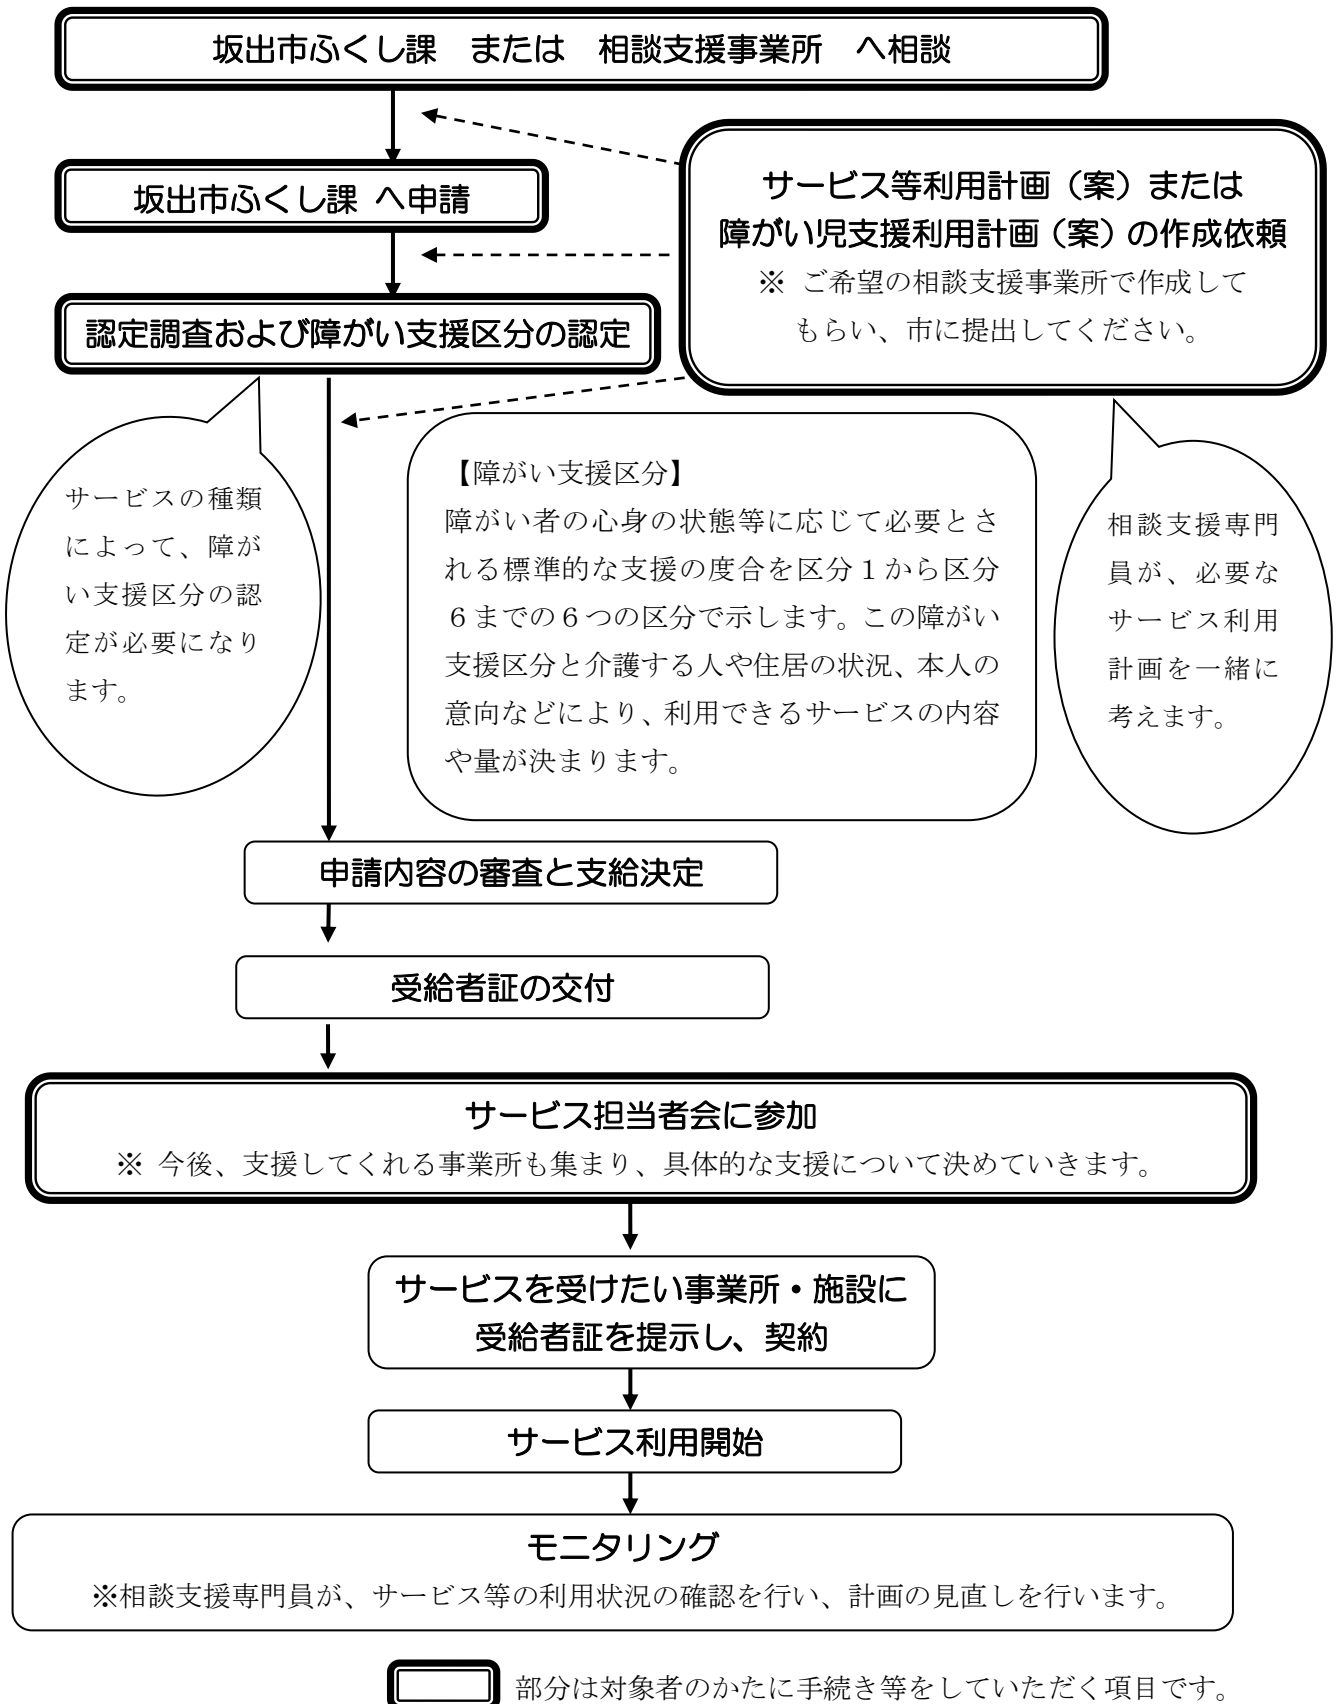 坂出市ふくし課　または　相談支援事業所　へ相談
坂出市ふくし課 へ申請
サービス等利用計画（案）または
障がい児支援利用計画（案）の作成依頼
※ ご希望の相談支援事業所で作成して
もらい、市に提出してください。
認定調査および障がい支援区分の認定
サービスの種類
によって、障が
い支援区分の認
定が必要になり
ます。
【障がい支援区分】
障がい者の心身の状態等に応じて必要とさ
れる標準的な支援の度合を区分１から区分
６までの６つの区分で示します。この障がい
支援区分と介護する人や住居の状況、本人の
意向などにより、利用できるサービスの内容
や量が決まります。
相談支援専門
員が、必要な
サービス利用
計画を一緒に
考えます。
申請内容の審査と支給決定
受給者証の交付
サービス担当者会に参加
※ 今後、支援してくれる事業所も集まり、具体的な支援について決めていきます。
サービスを受けたい事業所・施設に
受給者証を提示し、契約
サービス利用開始
モニタリング
※相談支援専門員が、サービス等の利用状況の確認を行い、計画の見直しを行います。
部分は対象者のかたに手続き等をしていただく項目です。